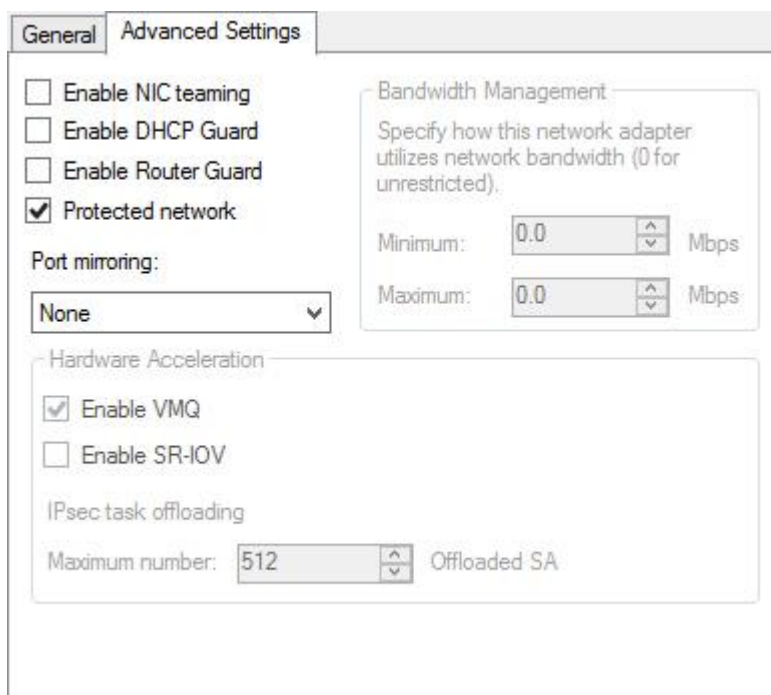 General
Advanced Settings
Enable NIC teaming
Enable DHCP Guard
Enable Router Guard
Protected network
Port mirroring:
None
Bandwidth Management
Specify how this network adapter
utilizes network bandwidth (0 for
unrestricted).
Minimum: 0.0 Mbps
Maximum: 0.0 Mbps
Hardware Acceleration
Enable VMQ
Enable SR-IOV
IPsec task offloading
Maximum number: 512 Offloaded SA